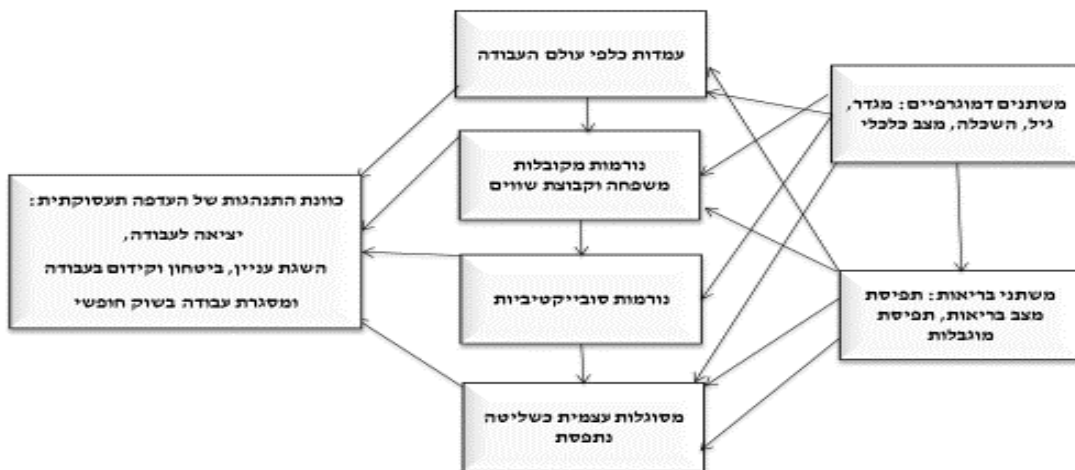 עמדות כלפי עולם העבודה
משתנים דמוגרפיים: מגדר,
גיל, השכלה, מצב כלכלי
נורמות מקובלות
משפחה וקבוצת שווים
כוונת התנהגות של העדפה תעסוקתית:
יציאה לעבודה,
השגת עניין, ביטחון וקידום בעבודה
ומסגרת עבודה בשוק חופשי
נורמות סובייקטיביות
משתני בריאות: תפיסת
מצב בריאות, תפיסת
מוגבלות
מסוגלות עצמית כשליטה
נתפסת